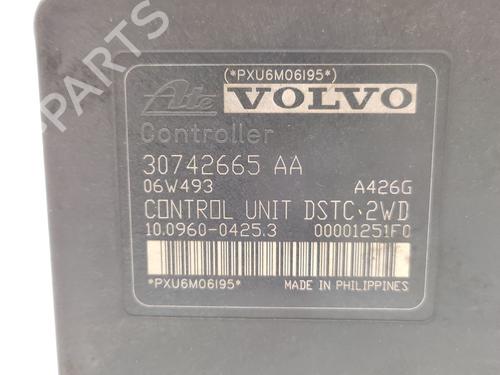 (*PXU6M06195*)
Ate VOLVO
Controller
30742665 AA
06W493 A426G
CONTROL UNIT DSTC 2WD
10.0960-0425.3 00001251F0
*PXU6M06195* MADE IN PHILIPPINES
B-PARTS